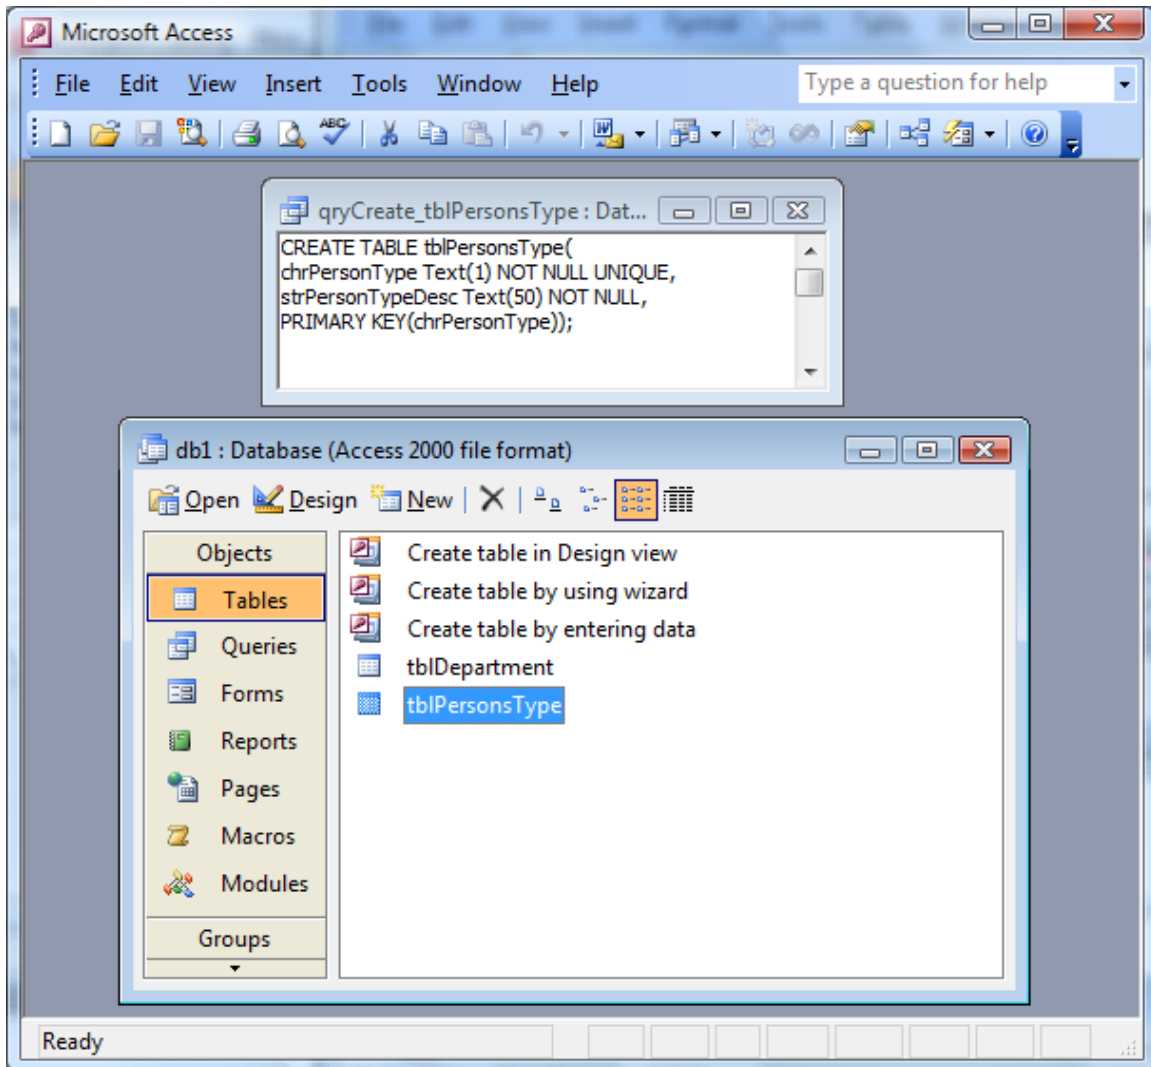 Microsoft Access
File Edit View Insert Tools Window Help Type a question for help
ABC
qryCreate_tblPersonsType : Dat...
CREATE TABLE tblPersonsType(
chrPersonType Text(1) NOT NULL UNIQUE,
strPersonTypeDesc Text(50) NOT NULL,
PRIMARY KEY(chrPersonType));
db1 : Database (Access 2000 file format)
Open Design New
Objects
Tables
Queries
Forms
Reports
Pages
Macros
Modules
Groups
Create table in Design view
Create table by using wizard
Create table by entering data
tblDepartment
tblPersonsType
Ready